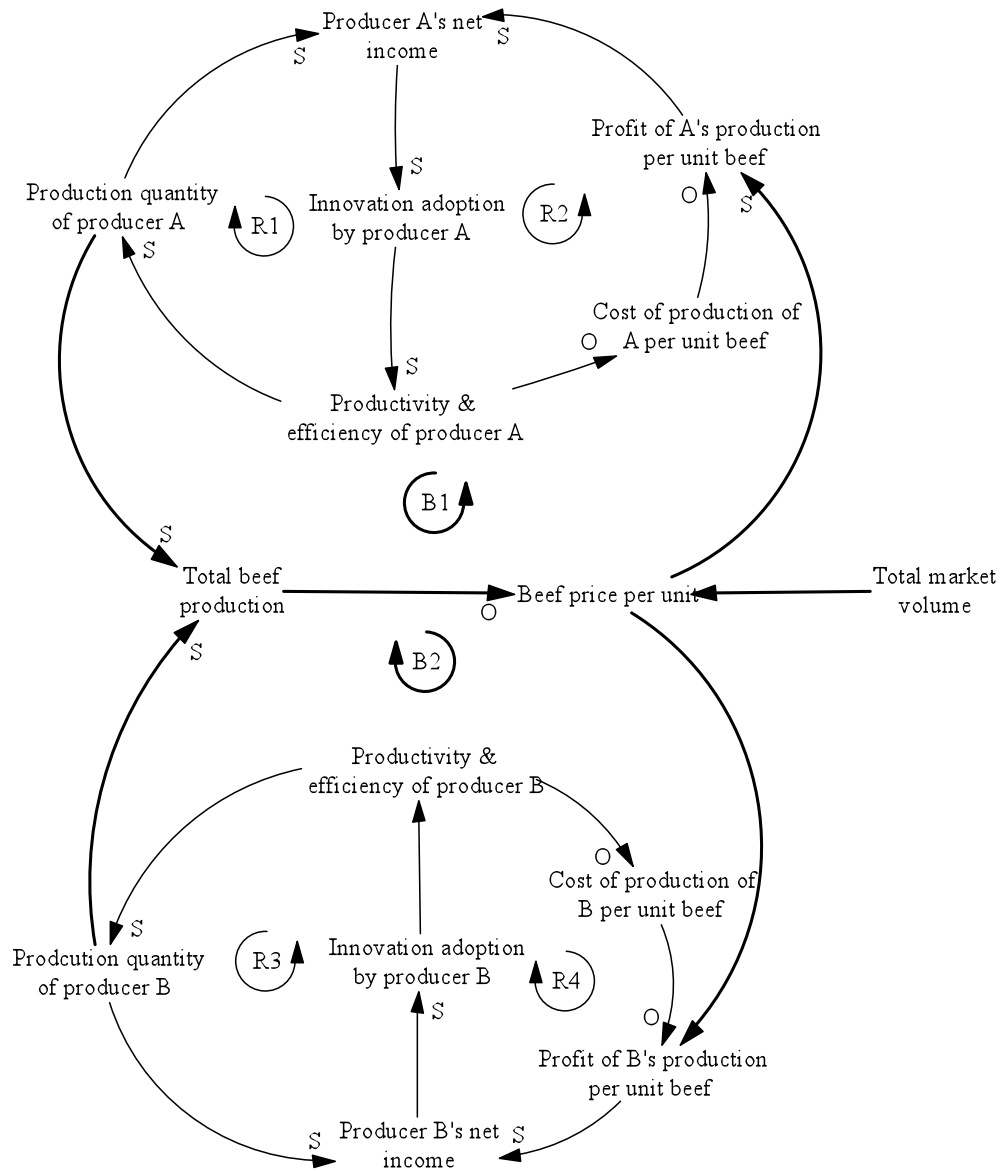 Producer A's net
income
S
S
Profit of A's production
per unit beef
S
O
S
Production quantity
of producer A
R1
Innovation adoption
by producer A
R2
S
Cost of production of
A per unit beef
O
S
Productivity &
efficiency of producer A
B1
S
Total beef
production
Beef price per unit
Total market
volume
O
S
B2
Productivity &
efficiency of producer B
O
Cost of production of
B per unit beef
S
Prodcution quantity
of producer B
R3
Innovation adoption
by producer B
R4
S
O
Profit of B's production
per unit beef
S
Producer B's net
income
S